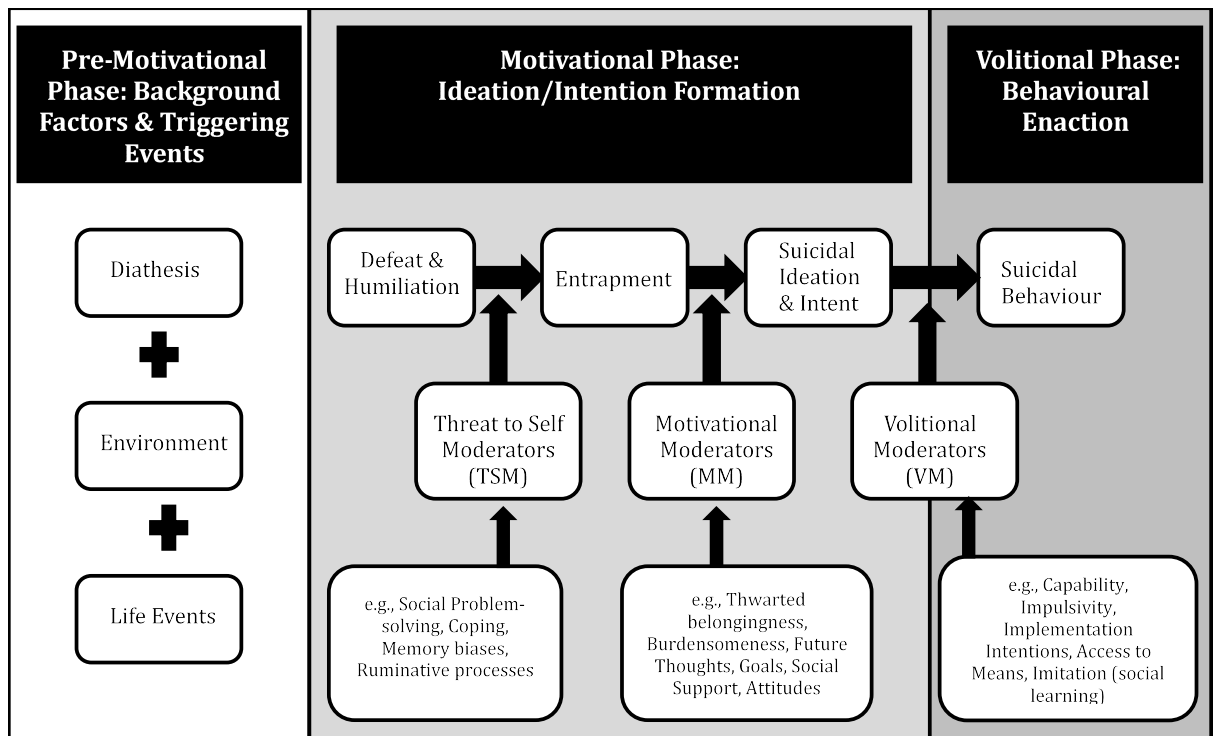 Pre-Motivational
Phase: Background
Factors & Triggering
Events
Motivational Phase:
Ideation/Intention Formation
Volitional Phase:
Behavioural
Enaction
Diathesis
Environment
Life Events
Defeat &
Humiliation
Entrapment
Suicidal
Ideation
& Intent
Suicidal
Behaviour
Threat to Self
Moderators
(TSM)
Motivational
Moderators
(MM)
Volitional
Moderators
(VM)
e.g., Social Problem-
solving, Coping,
Memory biases,
Ruminative processes
e.g., Thwarted
belongingness,
Burdensomeness, Future
Thoughts, Goals, Social
Support, Attitudes
e.g., Capability,
Impulsivity,
Implementation
Intentions, Access to
Means, Imitation (social
learning)